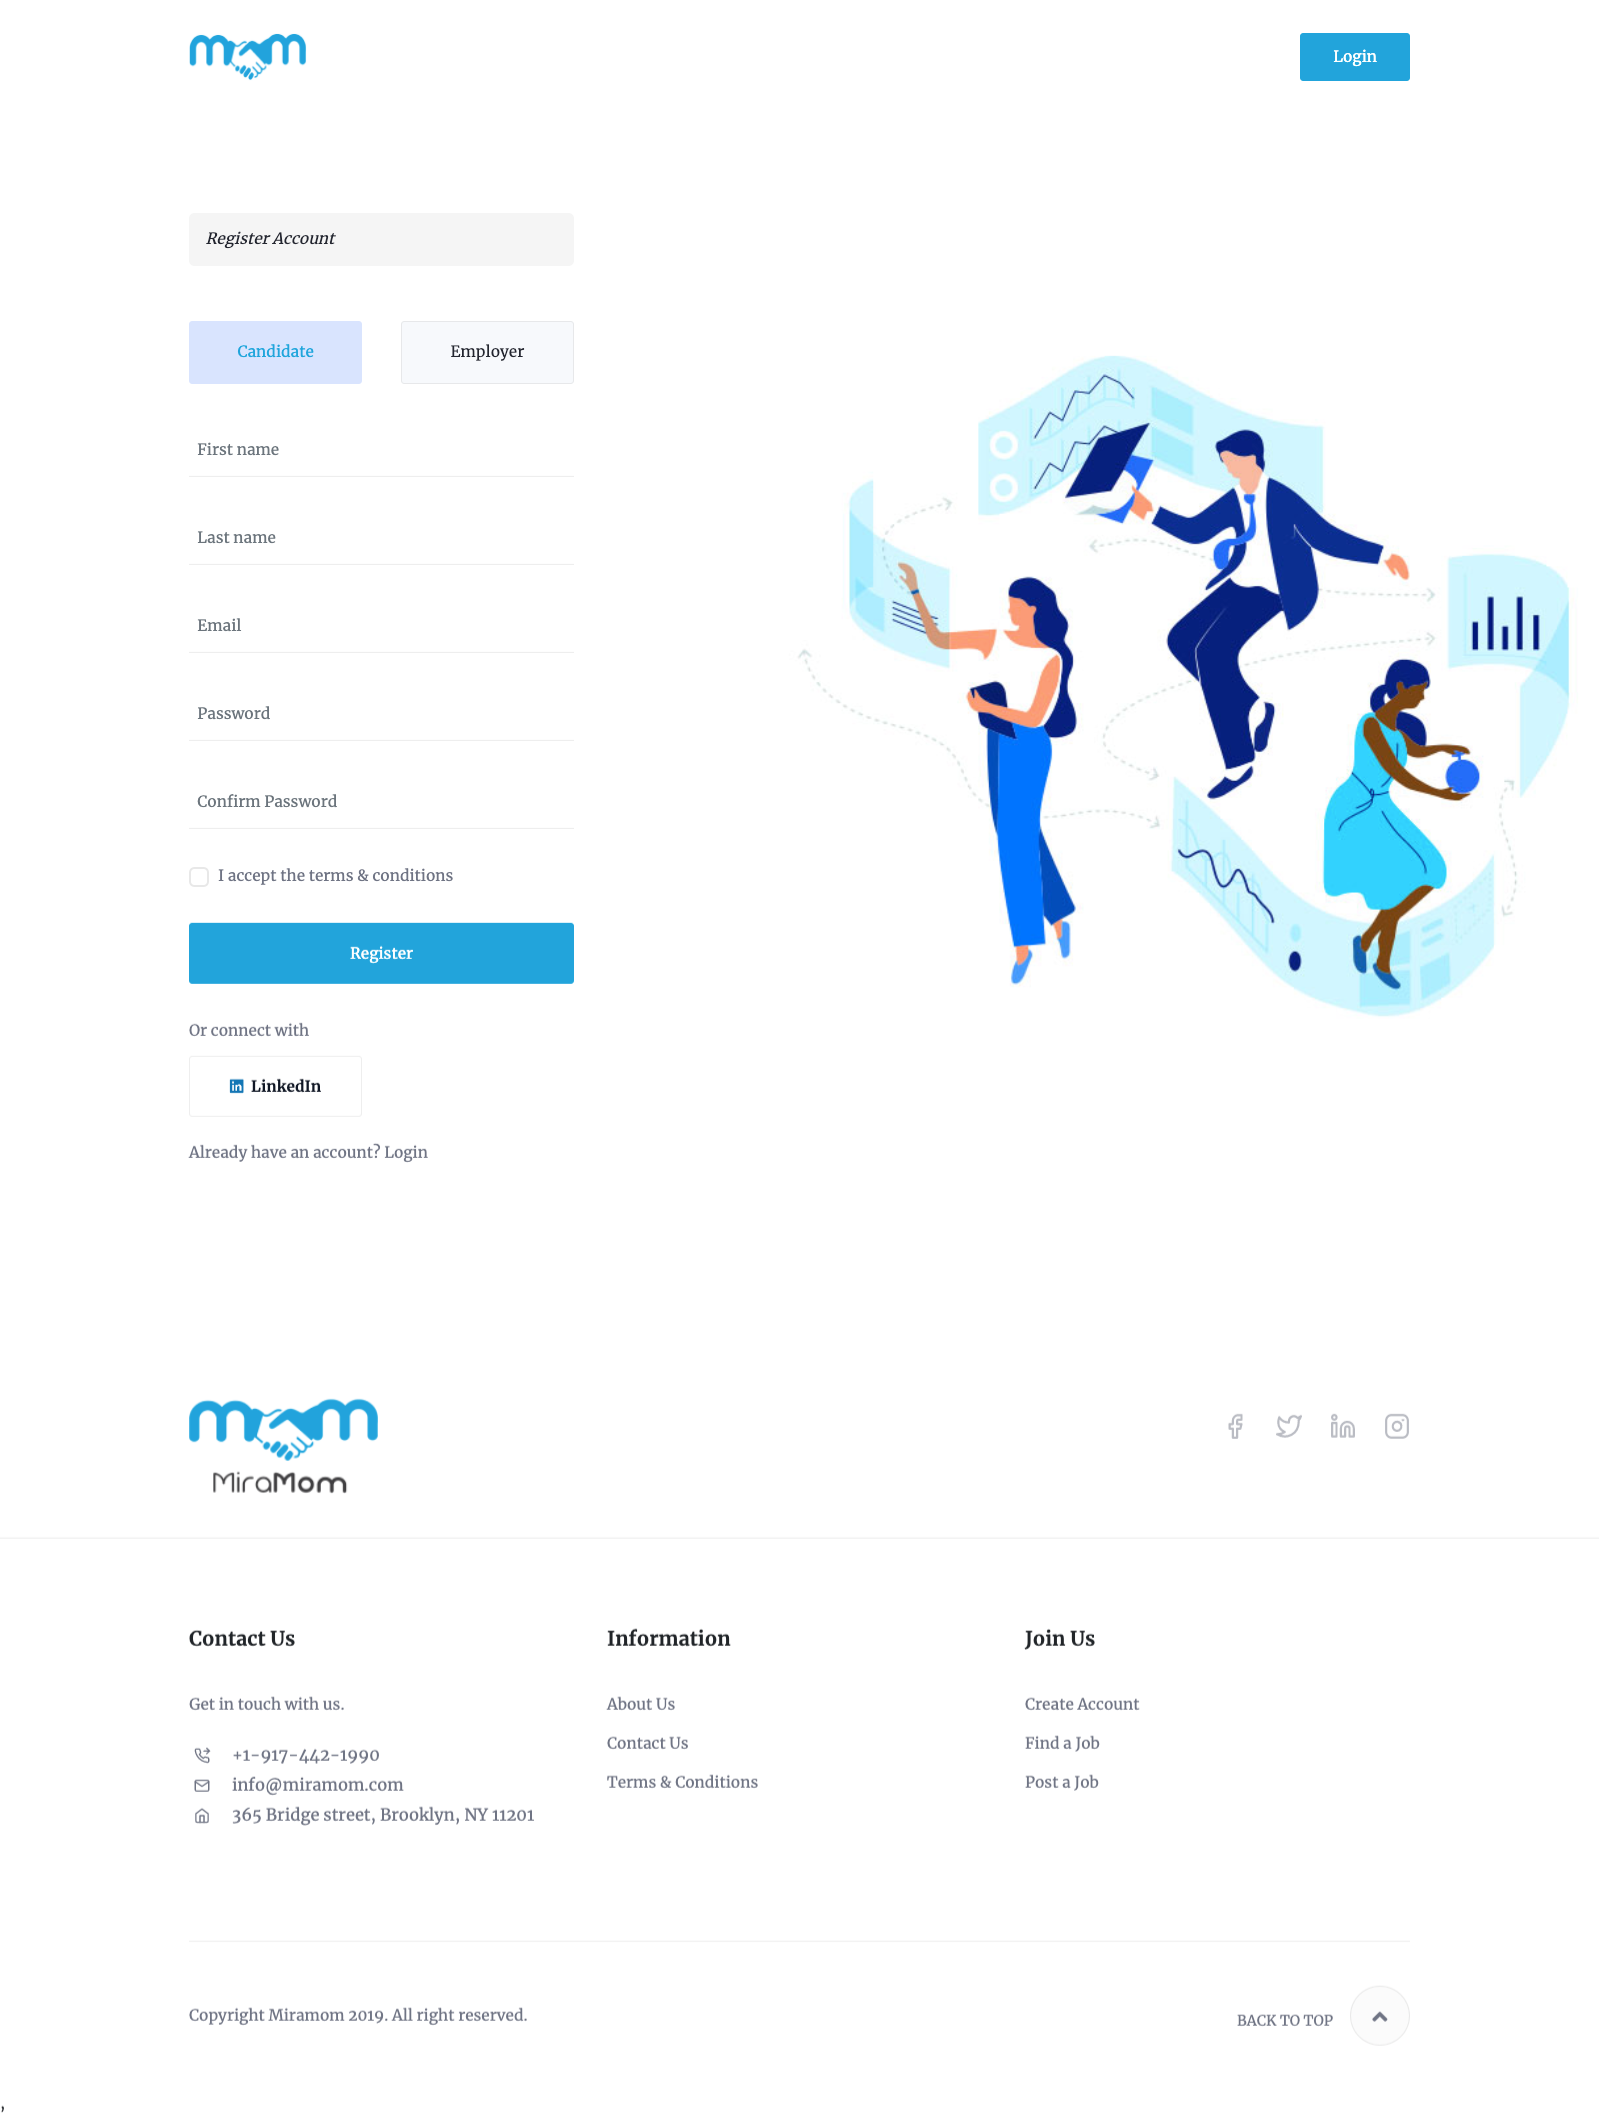 mom
Login
Register Account
Candidate
Employer
First name
Last name
Email
Password
Confirm Password
I accept the terms & conditions
Register
Or connect with
in LinkedIn
Already have an account? Login
mom
MiraMom
Contact Us
Get in touch with us.
+1-917-442-1990
info@miramom.com
365 Bridge street, Brooklyn, NY 11201
Information
About Us
Contact Us
Terms & Conditions
Join Us
Create Account
Find a Job
Post a Job
Copyright Miramom 2019. All right reserved.
BACK TO TOP
,